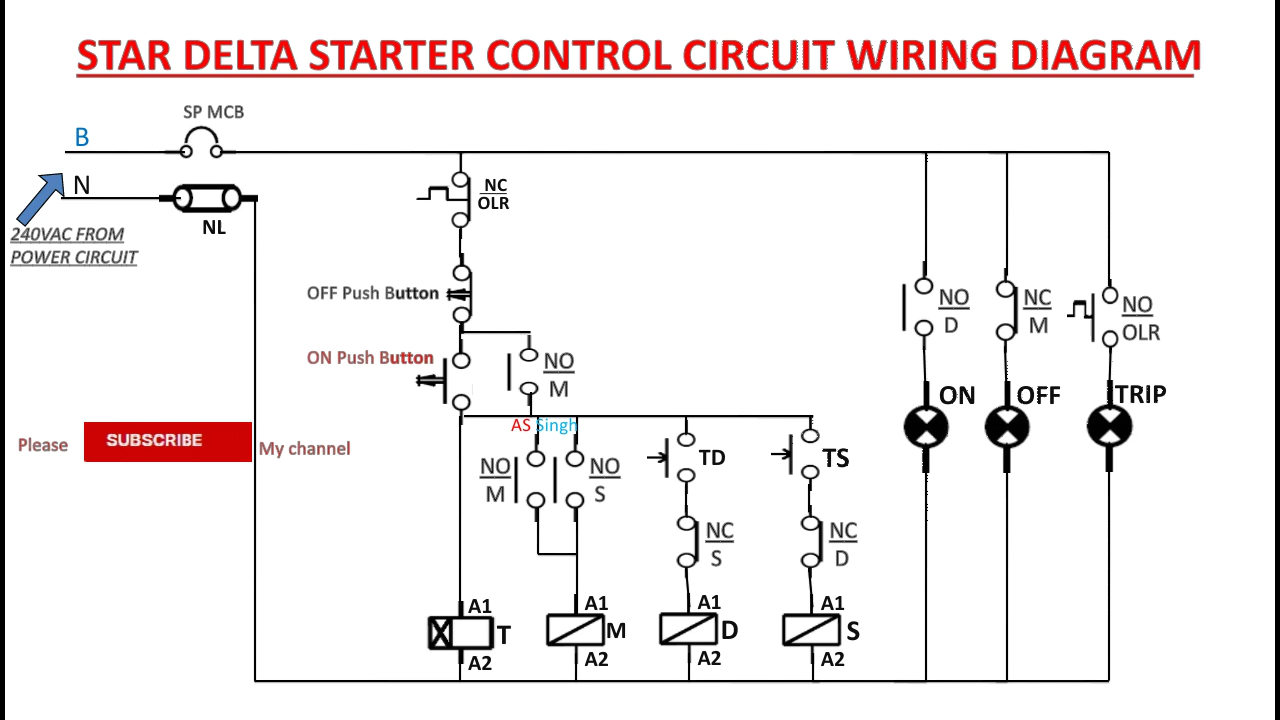 STAR DELTA STARTER CONTROL CIRCUIT WIRING DIAGRAM
SP MCB
B
N
NL
240VAC FROM
POWER CIRCUIT
NC
OLR
OFF Push Button
ON Push Button
NO
M
NO
D
NC
M
NO
OLR
ON
OFF
TRIP
Please
SUBSCRIBE
My channel
AS Singh
NO
M
NO
S
TD
TS
NC
S
NC
D
A1
T
A2
A1
M
A2
A1
D
A2
A1
S
A2